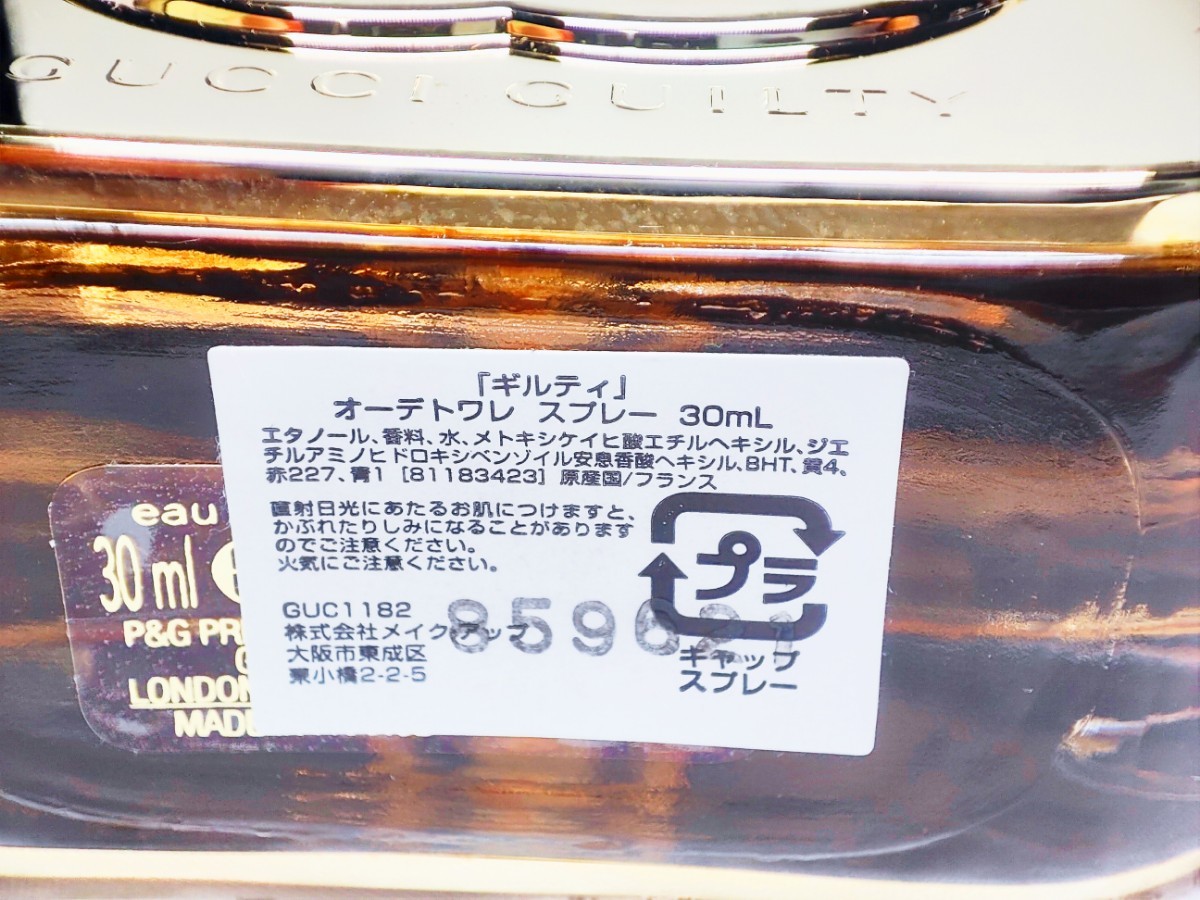 GUCCI GUILTY
『ギルティ』
オーデトワレ スプレー 30mL
エタノール、香料、水、メトキシケイヒ酸エチルヘキシル、ジエ
チルアミノヒドロキシベンゾイル安息香酸ヘキシル、BHT、黄4、
赤227、青1 [81183423] 原産国/フランス
直射日光にあたるお肌につけますと、
かぶれたりしみになることがあります
のでご注意ください。
火気にご注意ください。
プラ
キャップ
スプレー
GUC1182
株式会社メイクアップ
大阪市東成区
東小橋2-2-5
859621
eau
30 ml
P&G PR
LONDON
MADE